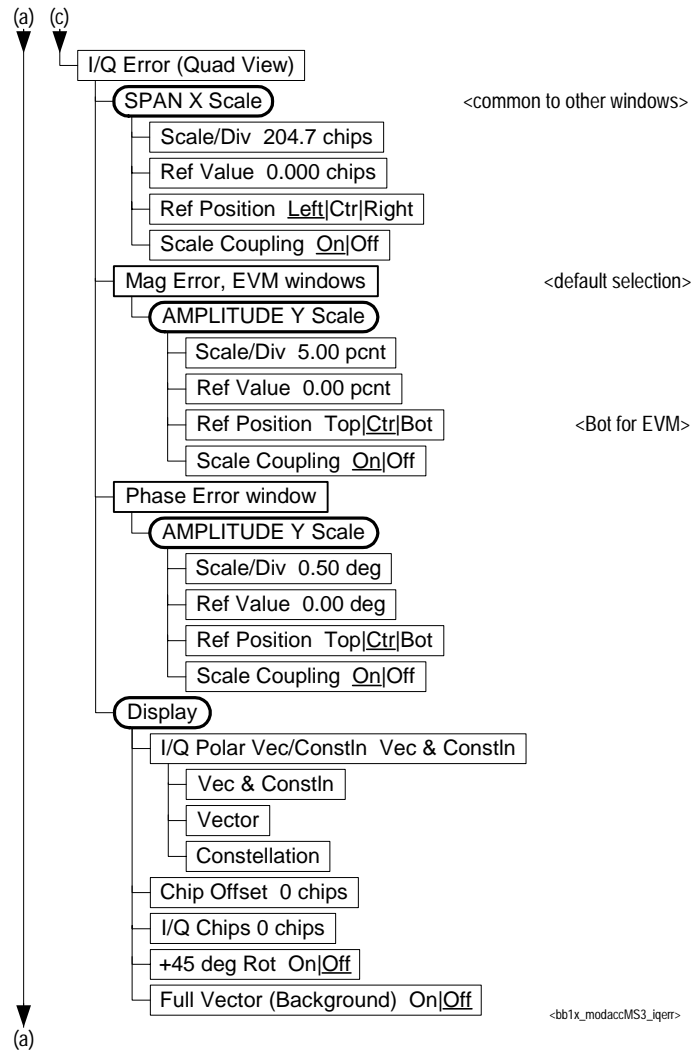 (a) (c)
I/Q Error (Quad View)
SPAN X Scale <common to other windows>
Scale/Div 204.7 chips
Ref Value 0.000 chips
Ref Position Left|Ctr|Right
Scale Coupling On|Off
Mag Error, EVM windows <default selection>
AMPLITUDE Y Scale
Scale/Div 5.00 pcnt
Ref Value 0.00 pcnt
Ref Position Top|Ctr|Bot <Bot for EVM>
Scale Coupling On|Off
Phase Error window
AMPLITUDE Y Scale
Scale/Div 0.50 deg
Ref Value 0.00 deg
Ref Position Top|Ctr|Bot
Scale Coupling On|Off
Display
I/Q Polar Vec/Constln Vec & Constln
Vec & Constln
Vector
Constellation
Chip Offset 0 chips
I/Q Chips 0 chips
+45 deg Rot On|Off
Full Vector (Background) On|Off
<bb1x_modaccMS3_iqerr>
(a)